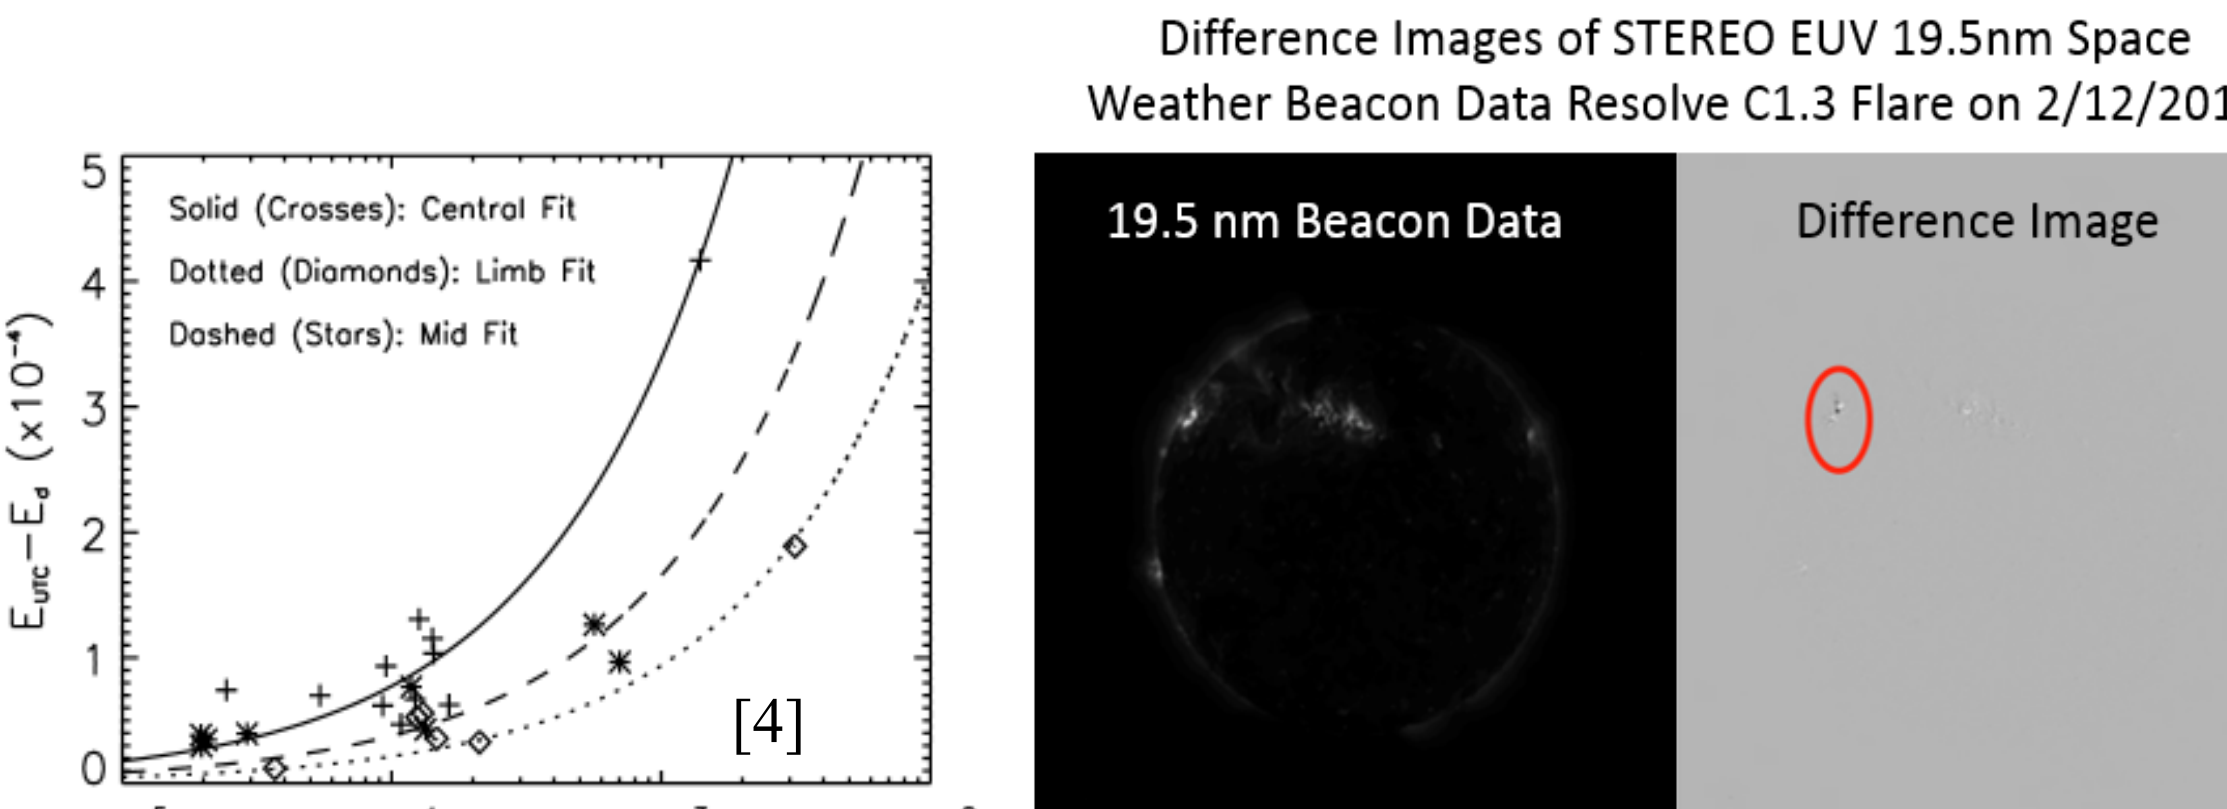 Difference Images of STEREO EUV 19.5nm Space
Weather Beacon Data Resolve C1.3 Flare on 2/12/201
5
Solid (Crosses): Central Fit
Dotted (Diamonds): Limb Fit
Dashed (Stars): Mid Fit
4
3
2
1
0
E_UTC−E_d (x10^-4)
[4]
19.5 nm Beacon Data
Difference Image